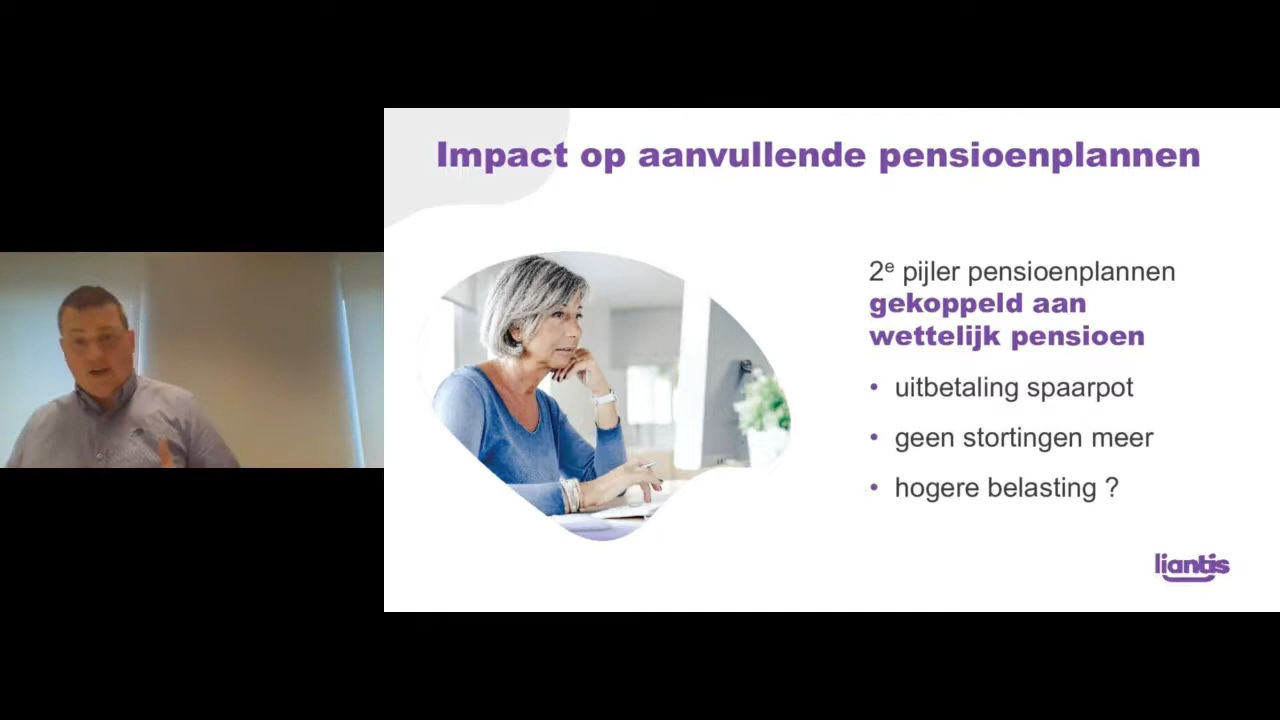 Impact op aanvullende pensioenplannen
2ᵉ pijler pensioenplannen
gekoppeld aan
wettelijk pensioen
• uitbetaling spaarpot
• geen stortingen meer
• hogere belasting ?
liantis